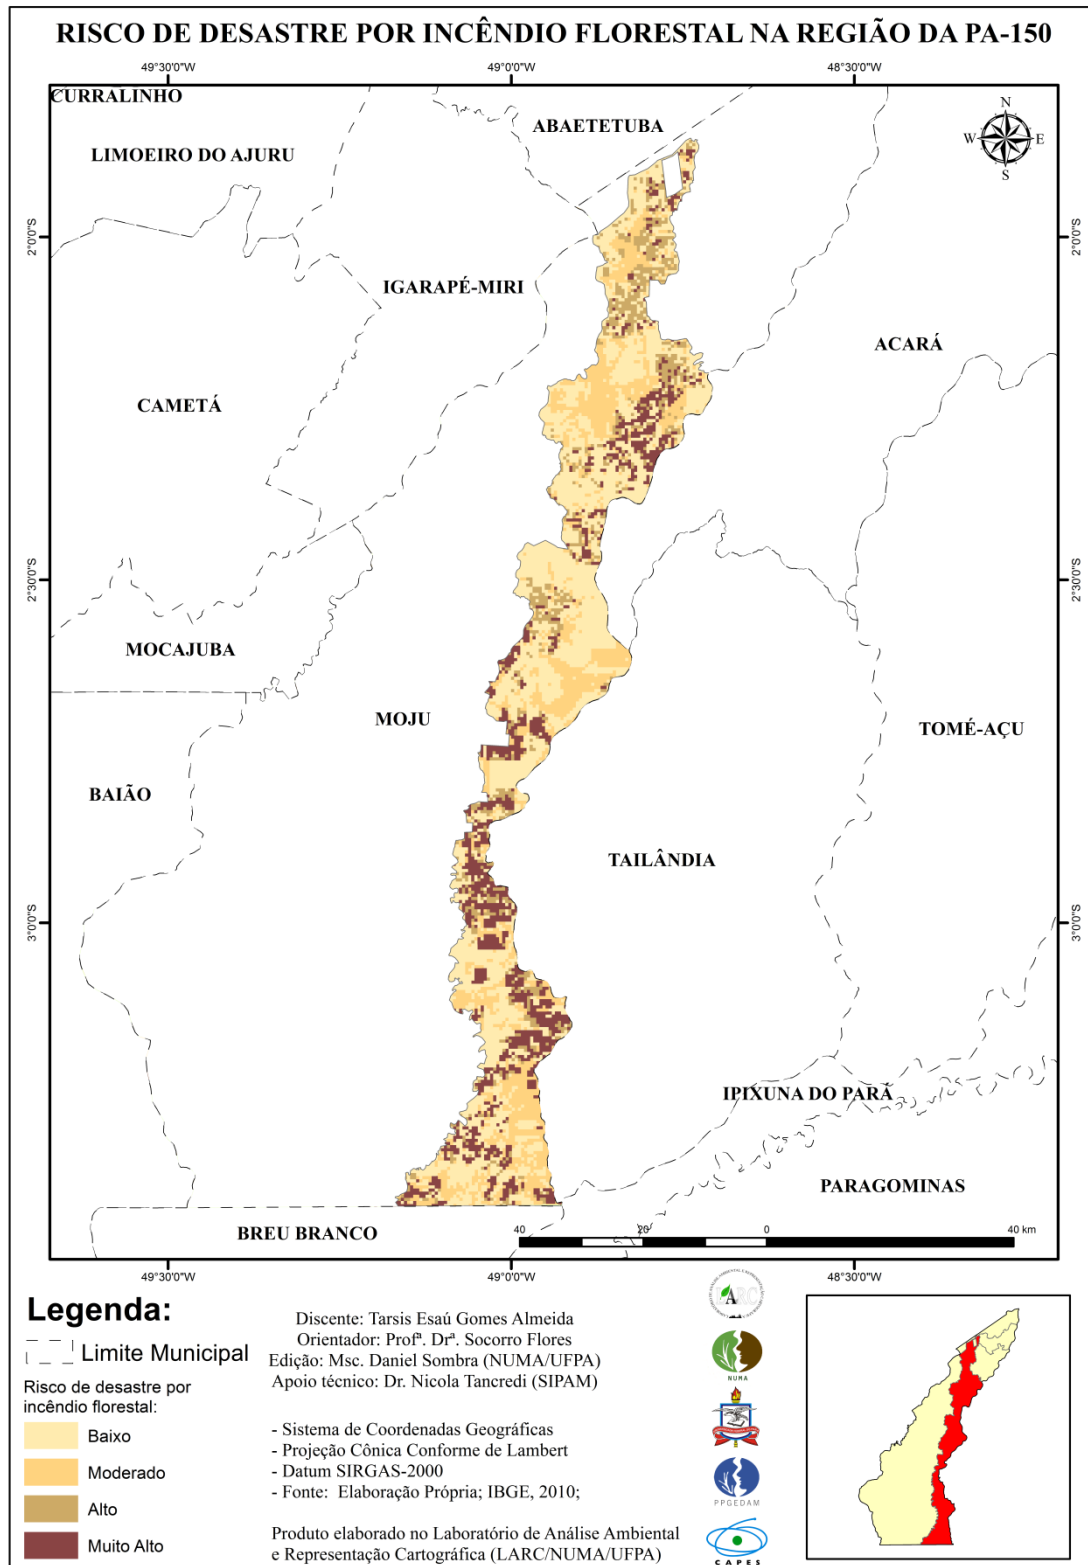 RISCO DE DESASTRE POR INCÊNDIO FLORESTAL NA REGIÃO DA PA-150
49°30'0"W
49°0'0"W
48°30'0"W
CURRALINHO
ABAETETUBA
LIMOEIRO DO AJURU
N
W
E
S
2°0'0"S
2°0'0"S
IGARAPÉ-MIRI
ACARÁ
CAMETÁ
2°30'0"S
2°30'0"S
MOCAJUBA
MOJU
TOMÉ-AÇU
BAIÃO
TAILÂNDIA
3°0'0"S
3°0'0"S
IPIXUNA DO PARÁ
PARAGOMINAS
BREU BRANCO
40
20
0
40 km
49°30'0"W
49°0'0"W
48°30'0"W
Legenda:
Limite Municipal
Risco de desastre por
incêndio florestal:
Baixo
Moderado
Alto
Muito Alto
Discente: Tarsis Esaú Gomes Almeida
Orientador: Profª. Drª. Socorro Flores
Edição: Msc. Daniel Sombra (NUMA/UFPA)
Apoio técnico: Dr. Nicola Tancredi (SIPAM)
- Sistema de Coordenadas Geográficas
- Projeção Cônica Conforme de Lambert
- Datum SIRGAS-2000
- Fonte: Elaboração Própria; IBGE, 2010;
Produto elaborado no Laboratório de Análise Ambiental
e Representação Cartográfica (LARC/NUMA/UFPA)
LARC
NUMA
PPGEDAM
CAPES